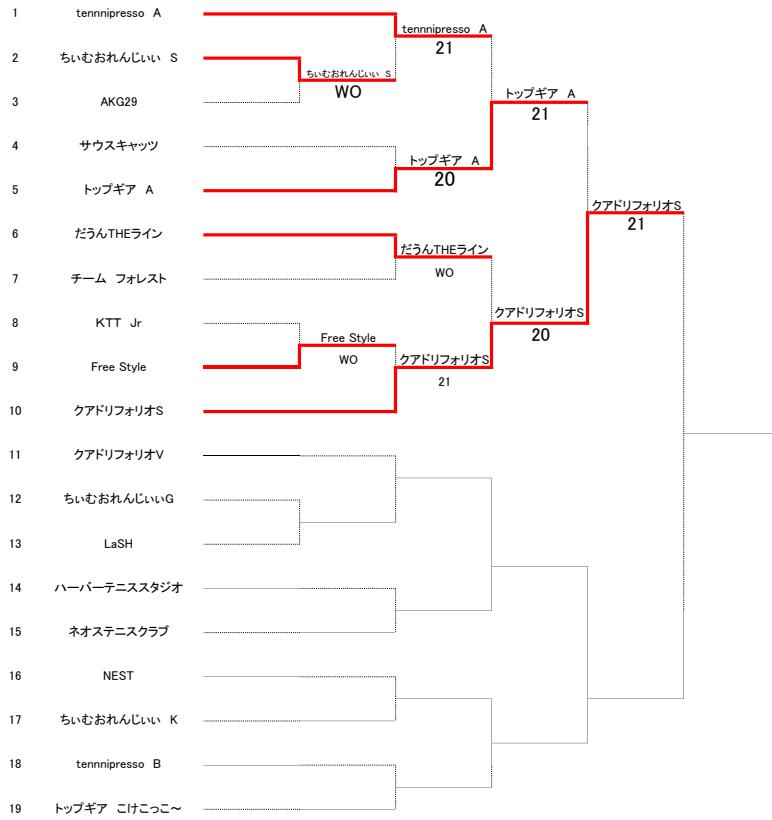 1 tennnipresso A
tennnipresso A
21
2 ちぃむおれんじぃぃ S
ちぃむおれんじぃぃ S
WO
トップギア A
21
3 AKG29
4 サウスキャッツ
トップギア A
20
5 トップギア A
クアドリフォリオS
21
6 だうんTHEライン
だうんTHEライン
WO
7 チーム フォレスト
クアドリフォリオS
20
8 KTT Jr
Free Style
WO
クアドリフォリオS
21
9 Free Style
10 クアドリフォリオS
11 クアドリフォリオV
12 ちぃむおれんじぃぃG
13 LaSH
14 ハーバーテニススタジオ
15 ネオステニスクラブ
16 NEST
17 ちぃむおれんじぃぃ K
18 tennnipresso B
19 トップギア こけこっこ～